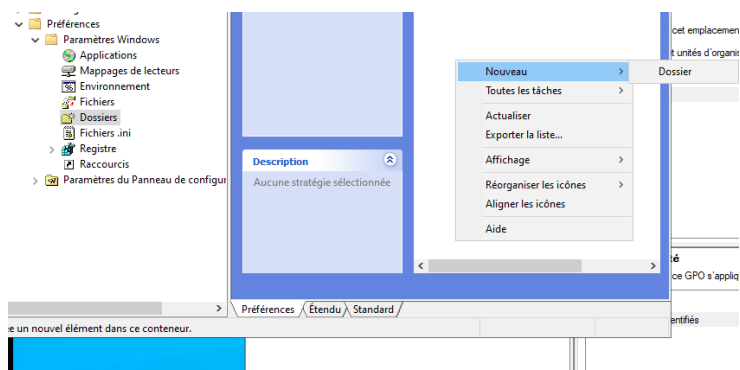 Préférences
Paramètres Windows
Applications
Mappages de lecteurs
Environnement
Fichiers
Dossiers
Fichiers .ini
Registre
Raccourcis
Paramètres du Panneau de configur
Description
Aucune stratégie sélectionnée
Nouveau
Toutes les tâches
Actualiser
Exporter la liste...
Affichage
Réorganiser les icônes
Aligner les icônes
Aide
Dossier
cet emplacemen
t unités d'organis
té
ce GPO s'appliq
entifiés
Préférences
Étendu
Standard
e un nouvel élément dans ce conteneur.